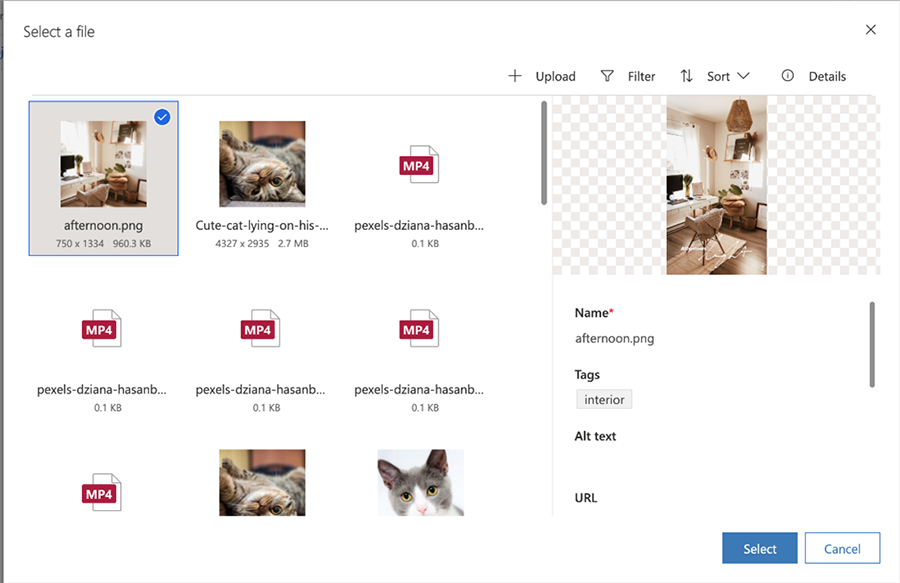 Select a file
Upload Filter Sort Details
afternoon.png
750 x 1334 960.3 KB
Cute-cat-lying-on-his-...
4327 x 2935 2.7 MB
MP4
pexels-dziana-hasanb...
0.1 KB
MP4
pexels-dziana-hasanb...
0.1 KB
MP4
pexels-dziana-hasanb...
0.1 KB
MP4
pexels-dziana-hasanb...
0.1 KB
MP4
Name*
afternoon.png
Tags
interior
Alt text
URL
Select Cancel